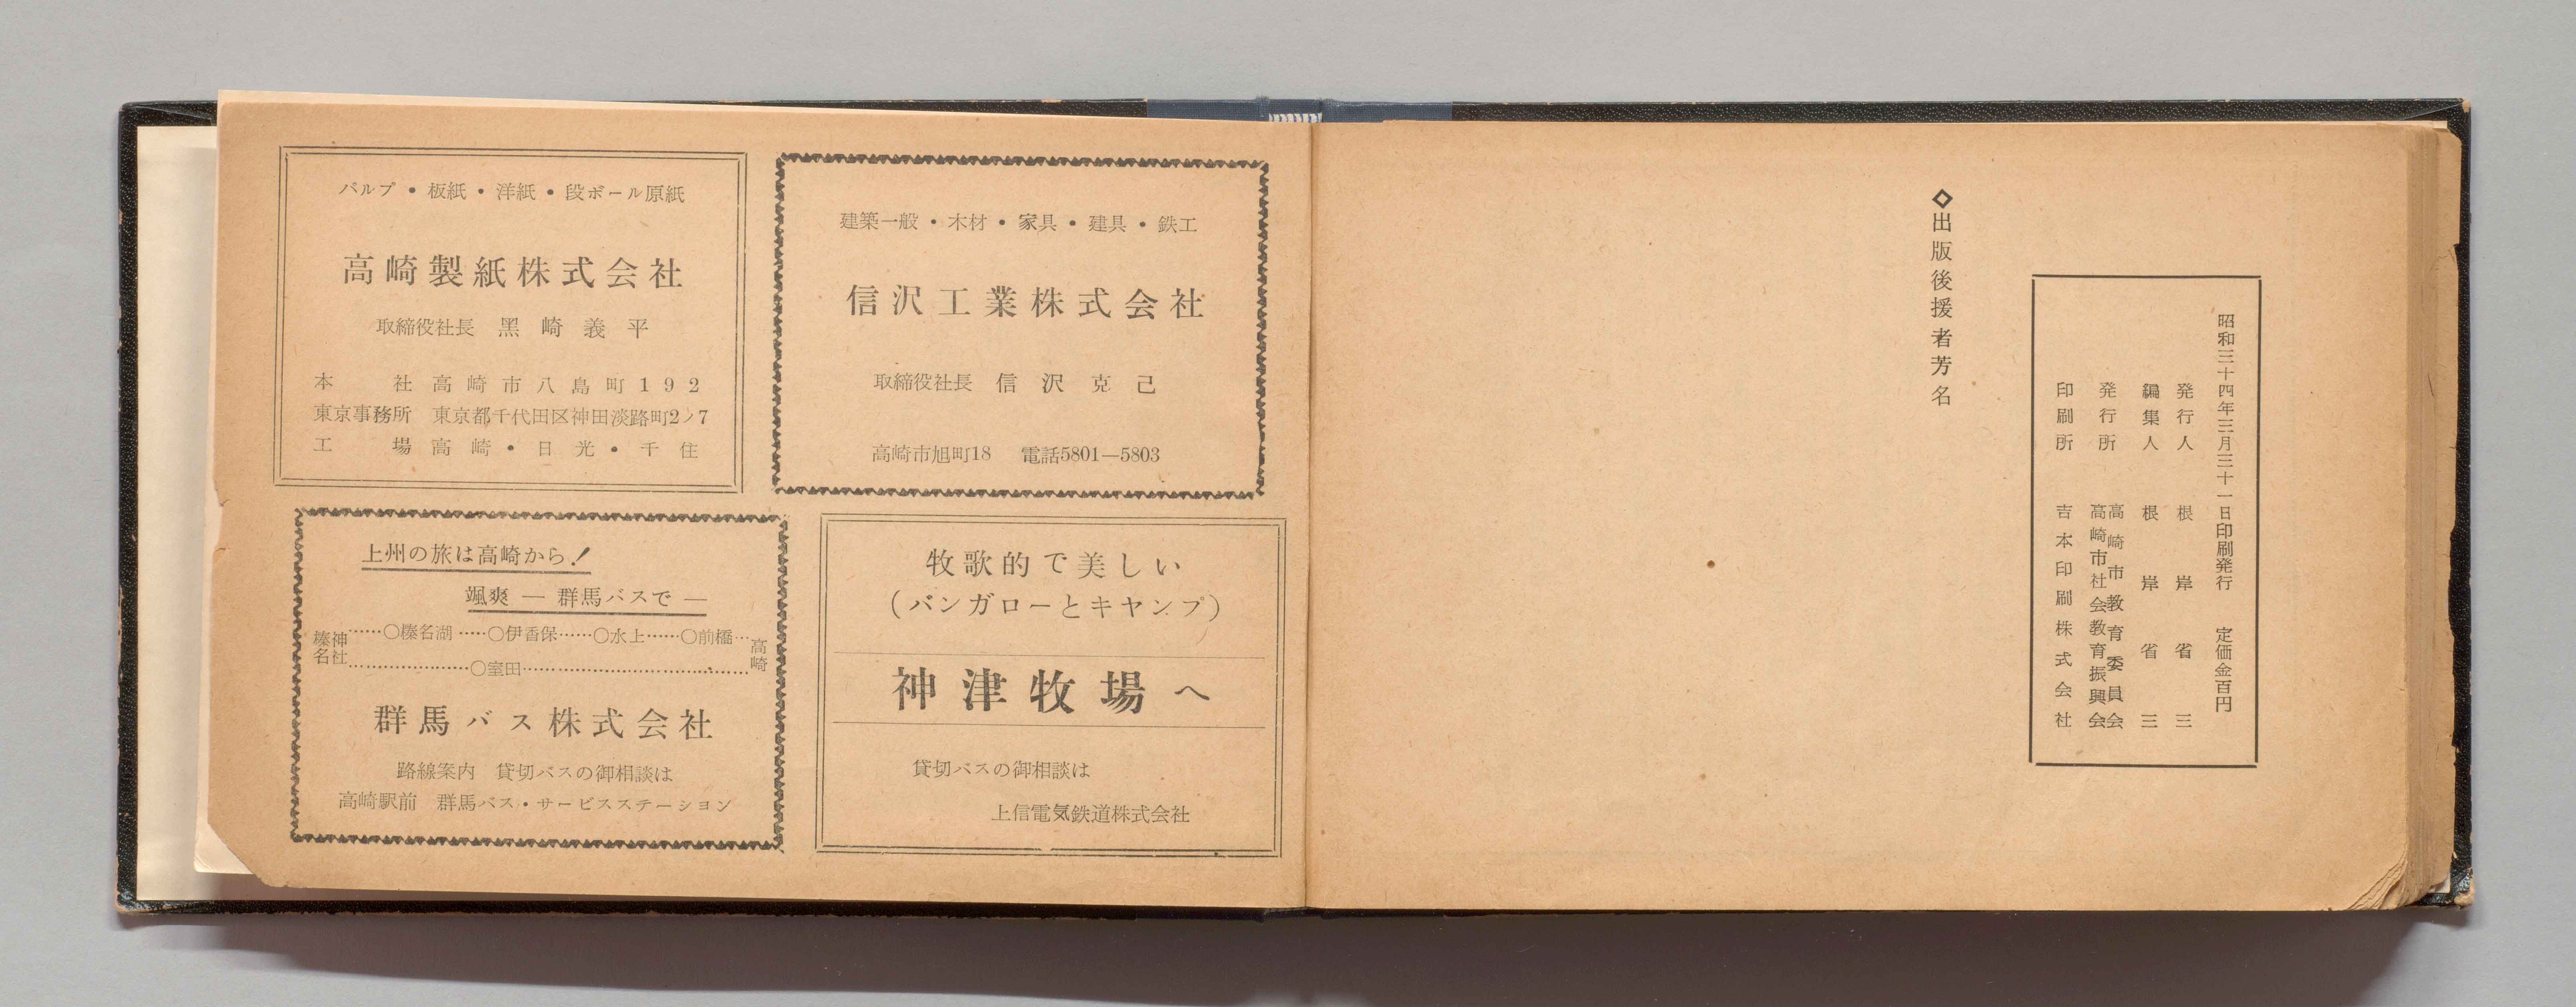 昭和三十四年三月三十一日印刷発行　定価金百円
発行人　根岸省三
編集人　根岸省三
発行所　高崎市教育委員会
高崎市社会教育振興会
印刷所　吉本印刷株式会社
◇出版後援者芳名
建築一般・木材・家具・建具・鉄工
信沢工業株式会社
取締役社長　信沢克己
高崎市旭町18　電話5801—5803
パルプ・板紙・洋紙・段ボール原紙
高崎製紙株式会社
取締役社長　黒崎義平
本社　高崎市八島町192
東京事務所　東京都千代田区神田淡路町2ノ7
工場　高崎・日光・千住
牧歌的で美しい
（バンガローとキヤンプ）
神津牧場へ
貸切バスの御相談は
上信電気鉄道株式会社
上州の旅は高崎から！
颯爽 — 群馬バスで —
榛名神社……〇榛名湖……〇伊香保……〇水上……〇前橋…高崎
…………………〇室田……………………………
群馬バス株式会社
路線案内　貸切バスの御相談は
高崎駅前　群馬バス・サービスステーション